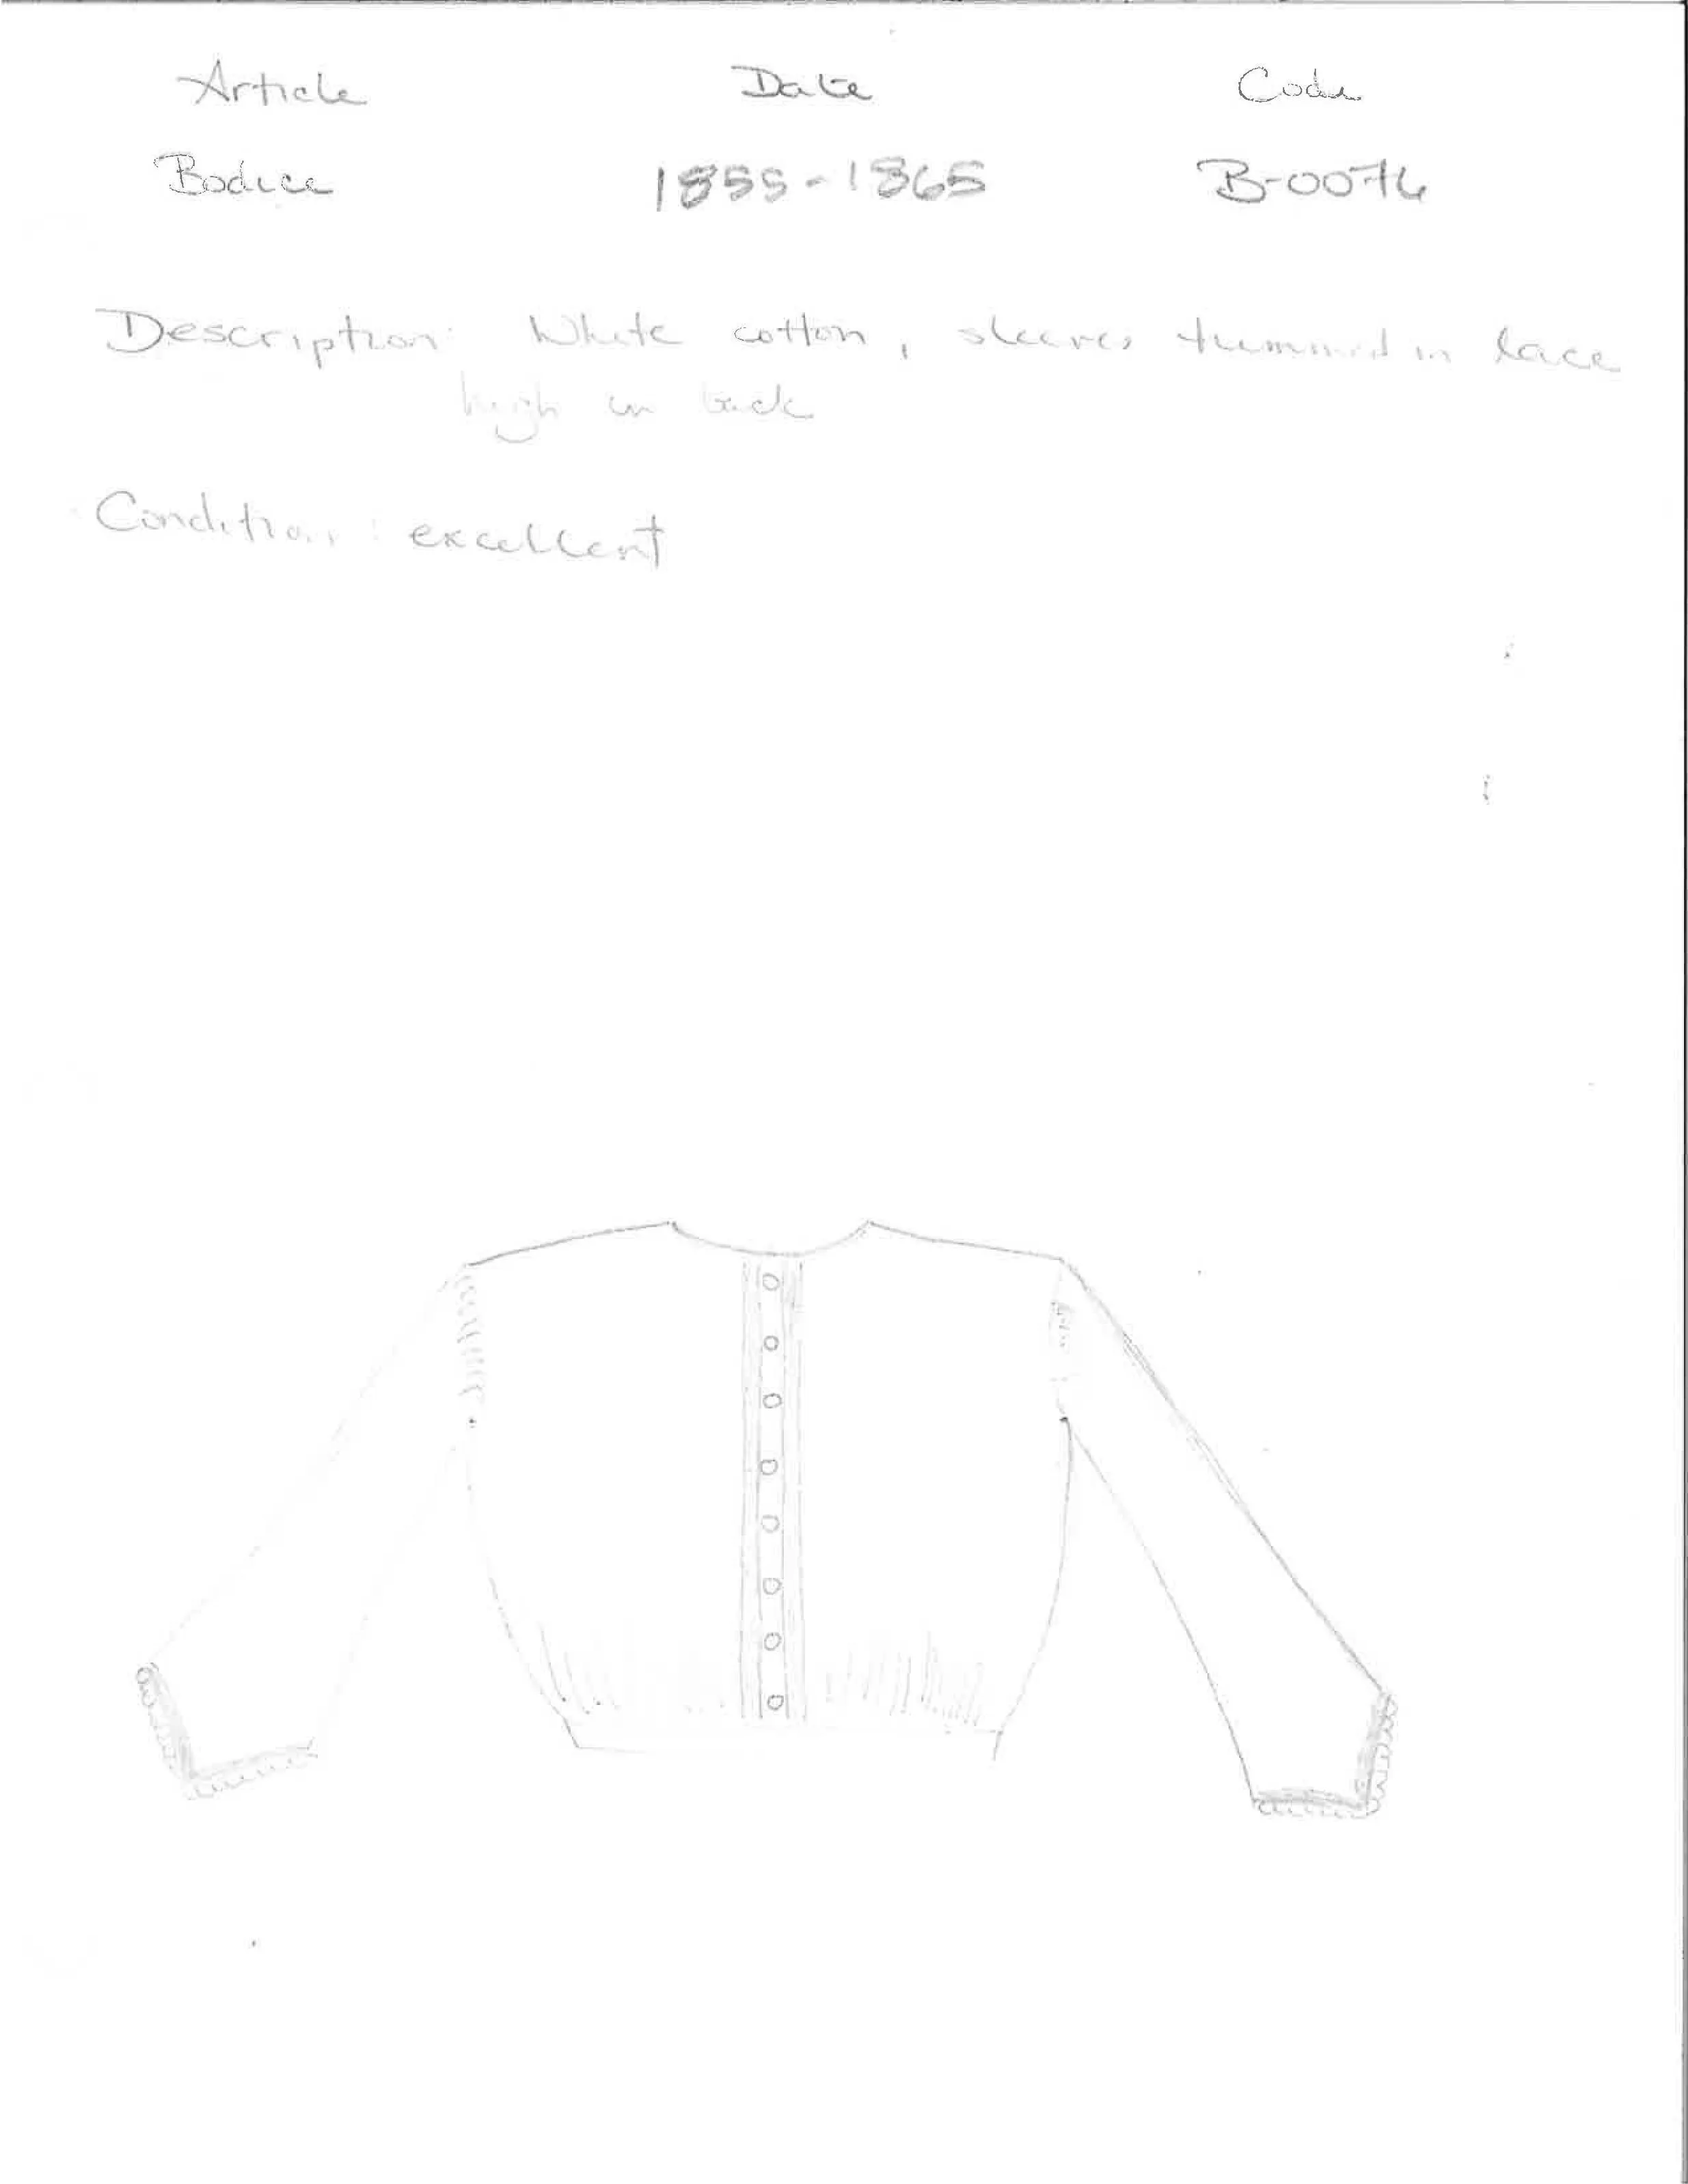 Article Date Code
Bodice 1855-1865 B-0076
Description: White cotton, sleeves trimmed in lace
high in back
Condition: excellent